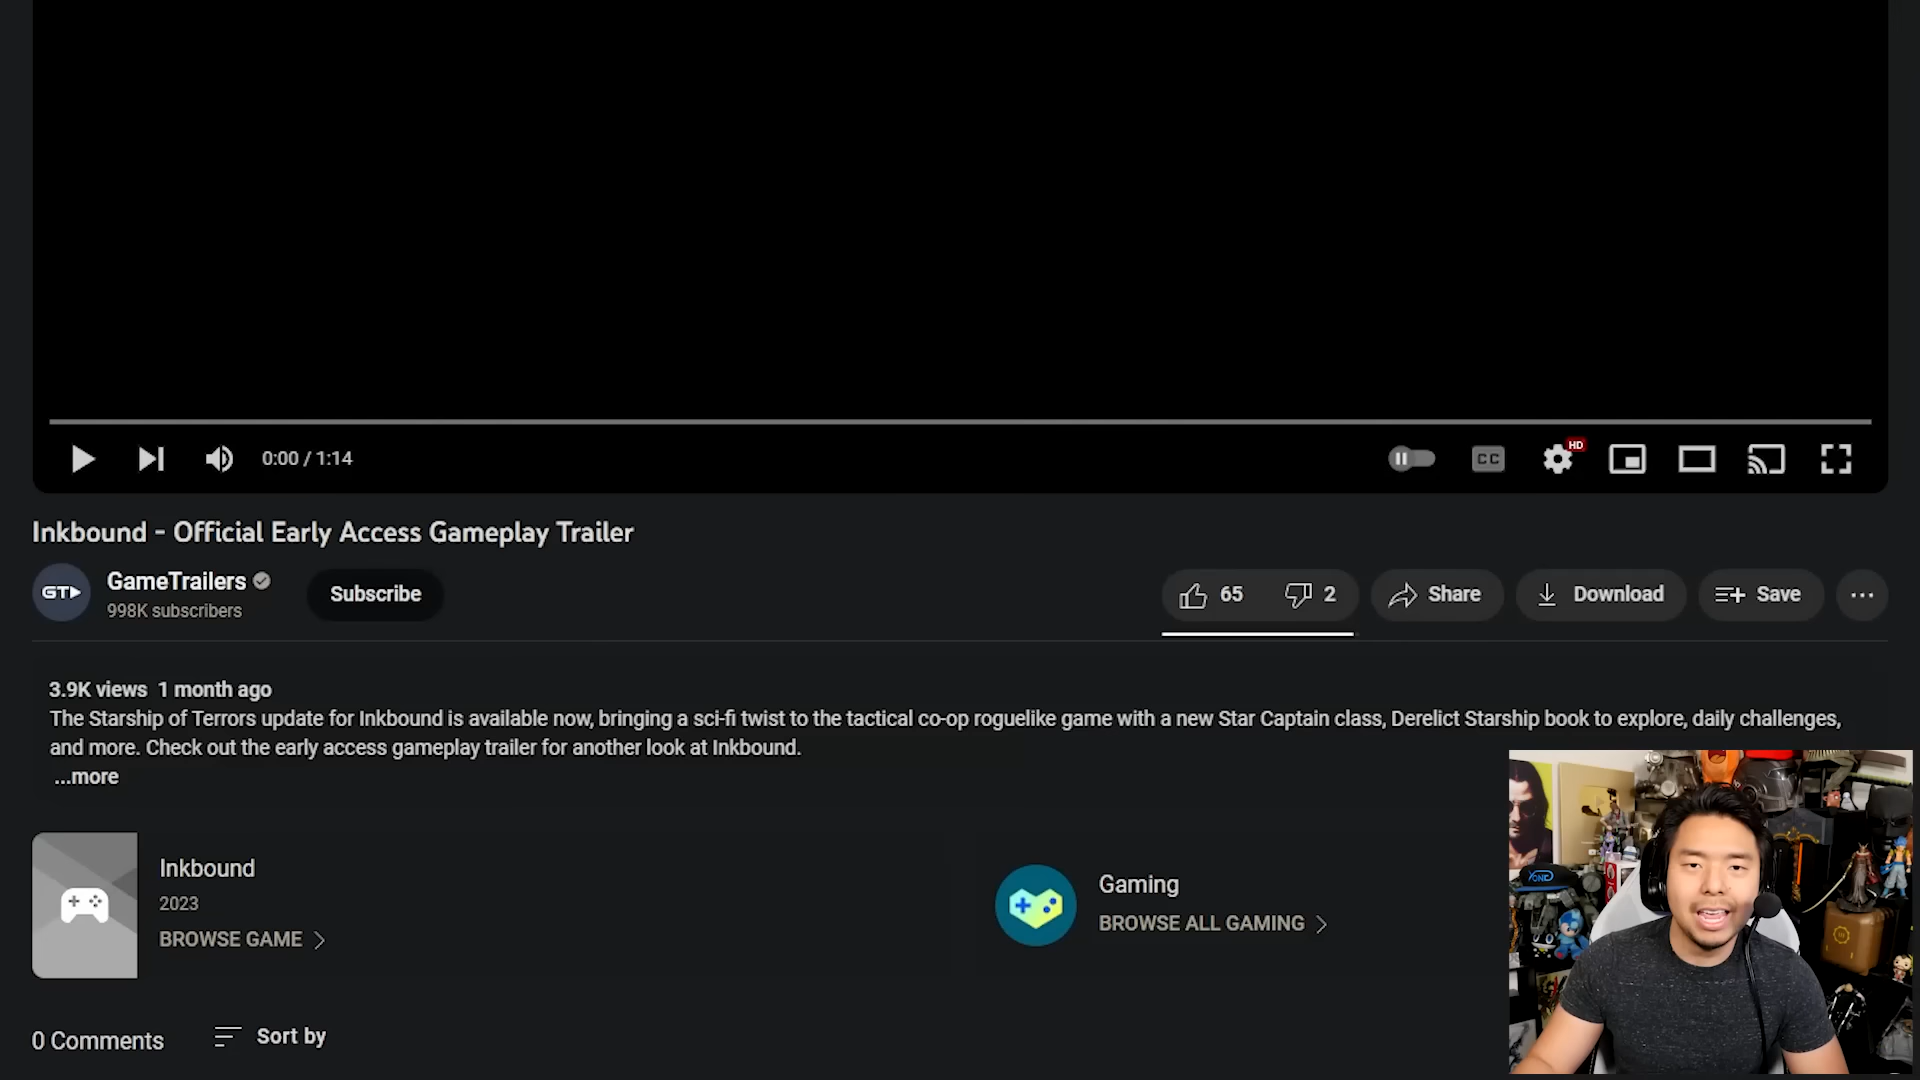 0:00 / 1:14
CC
HD
Inkbound - Official Early Access Gameplay Trailer
GT
GameTrailers
998K subscribers
Subscribe
65
2
Share
Download
Save
3.9K views 1 month ago
The Starship of Terrors update for Inkbound is available now, bringing a sci-fi twist to the tactical co-op roguelike game with a new Star Captain class, Derelict Starship book to explore, daily challenges,
and more. Check out the early access gameplay trailer for another look at Inkbound.
...more
Inkbound
2023
BROWSE GAME
Gaming
BROWSE ALL GAMING
YONG
0 Comments
Sort by